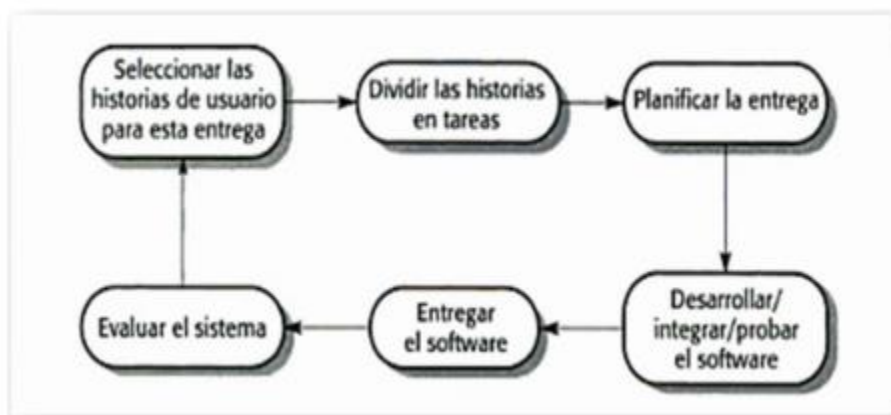 Seleccionar las
historias de usuario
para esta entrega
Dividir las historias
en tareas
Planificar la entrega
Desarrollar/
integrar/probar
el software
Entregar
el software
Evaluar el sistema